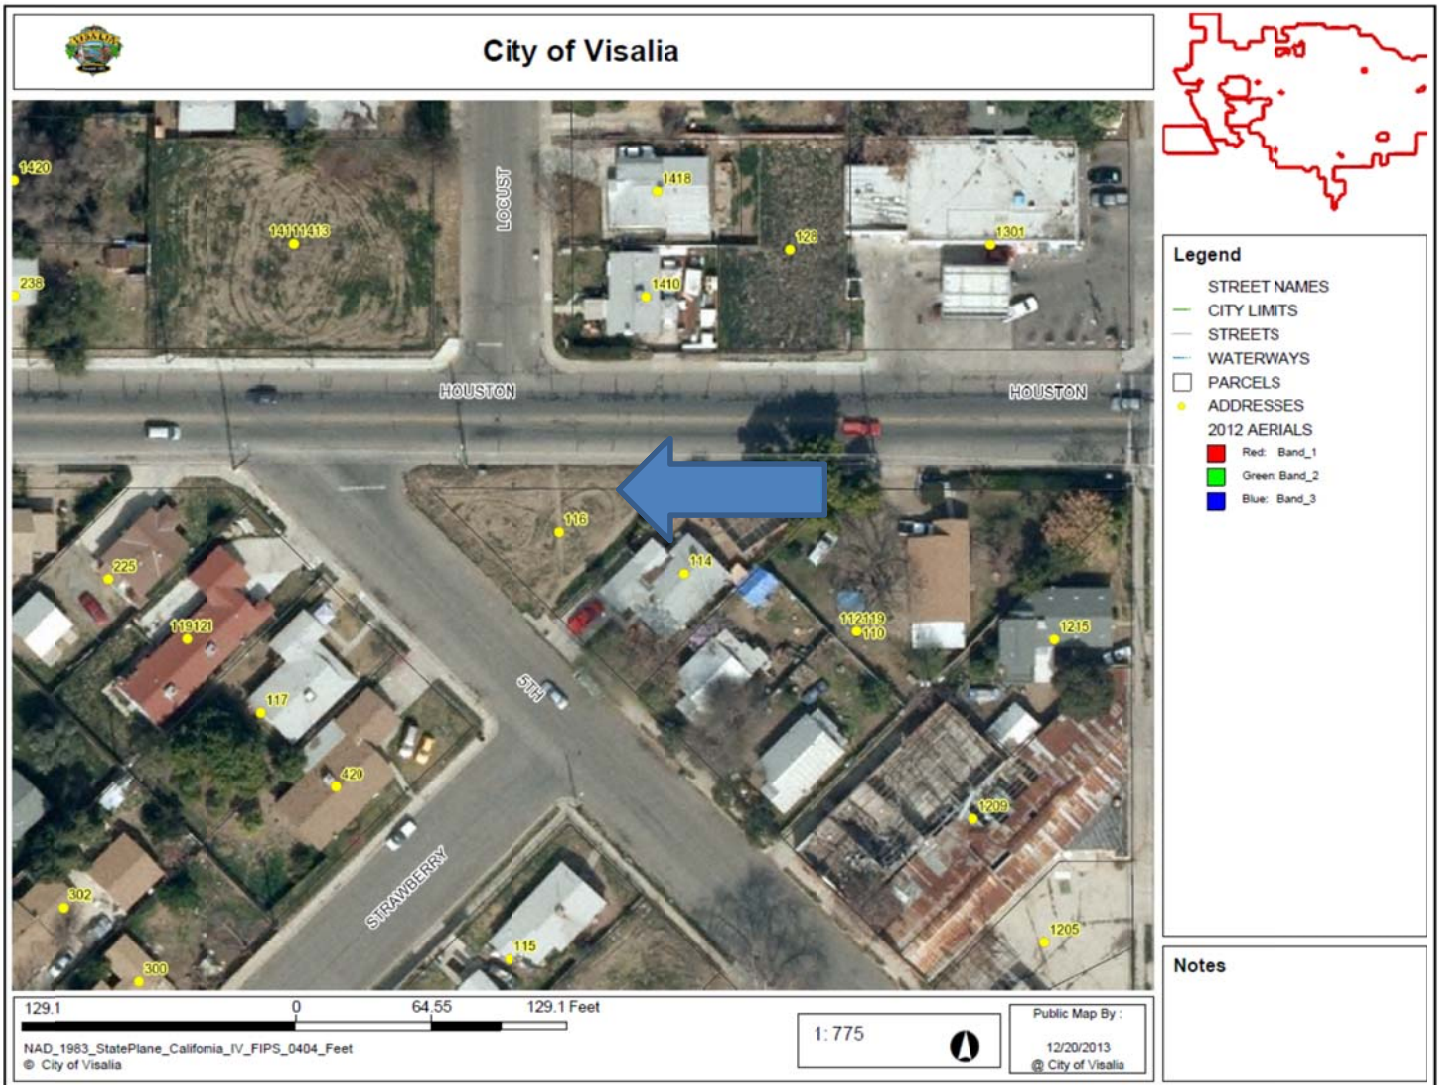 City of Visalia
1420
14111413
238
LOCUST
1418
1410
128
1301
HOUSTON
HOUSTON
116
114
225
119121
117
420
5TH
112119
110
1215
1209
STRAWBERRY
302
300
115
1205
Legend
STREET NAMES
CITY LIMITS
STREETS
WATERWAYS
PARCELS
ADDRESSES
2012 AERIALS
Red: Band_1
Green Band_2
Blue: Band_3
Notes
129.1 0 64.55 129.1 Feet
NAD_1983_StatePlane_Califonia_IV_FIPS_0404_Feet
© City of Visalia
1: 775
Public Map By :
12/20/2013
@ City of Visalia